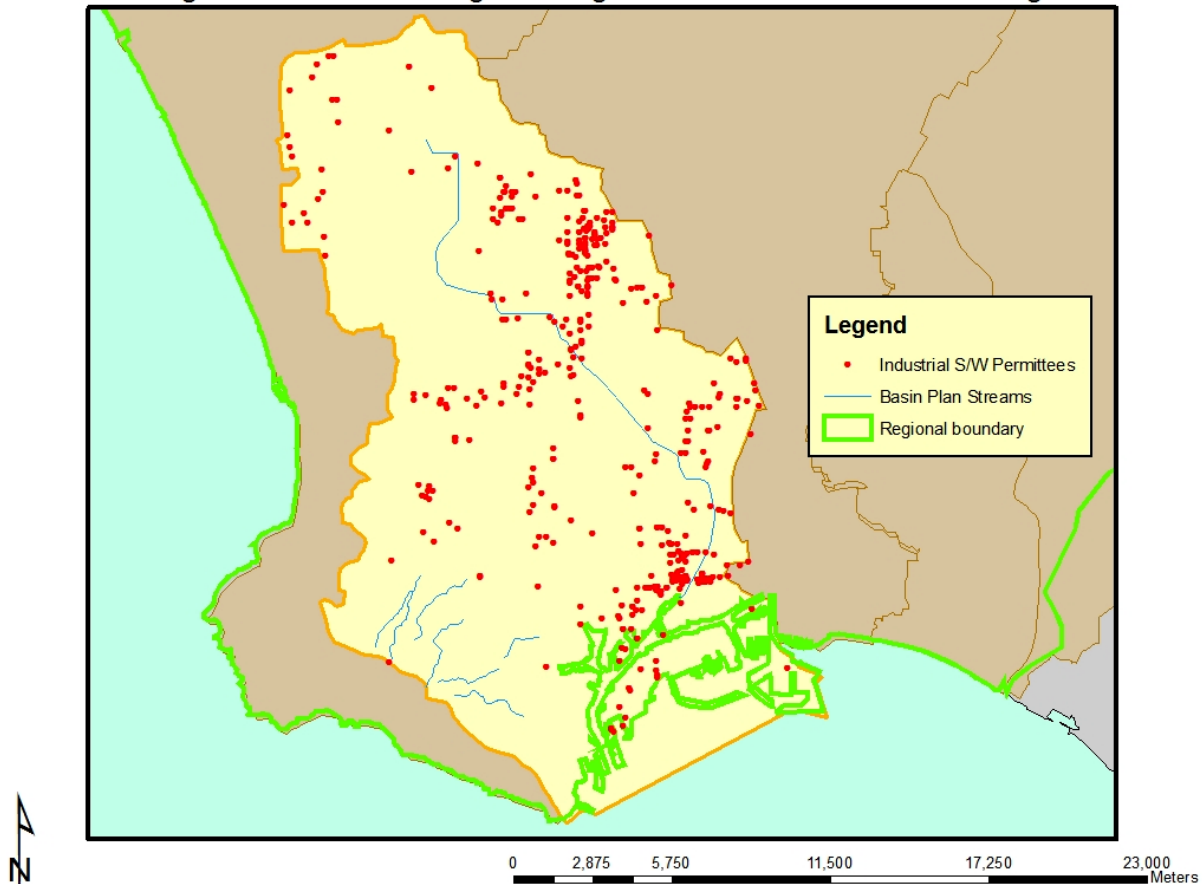 Legend
Industrial S/W Permittees
Basin Plan Streams
Regional boundary
N
0 2,875 5,750 11,500 17,250 23,000
Meters